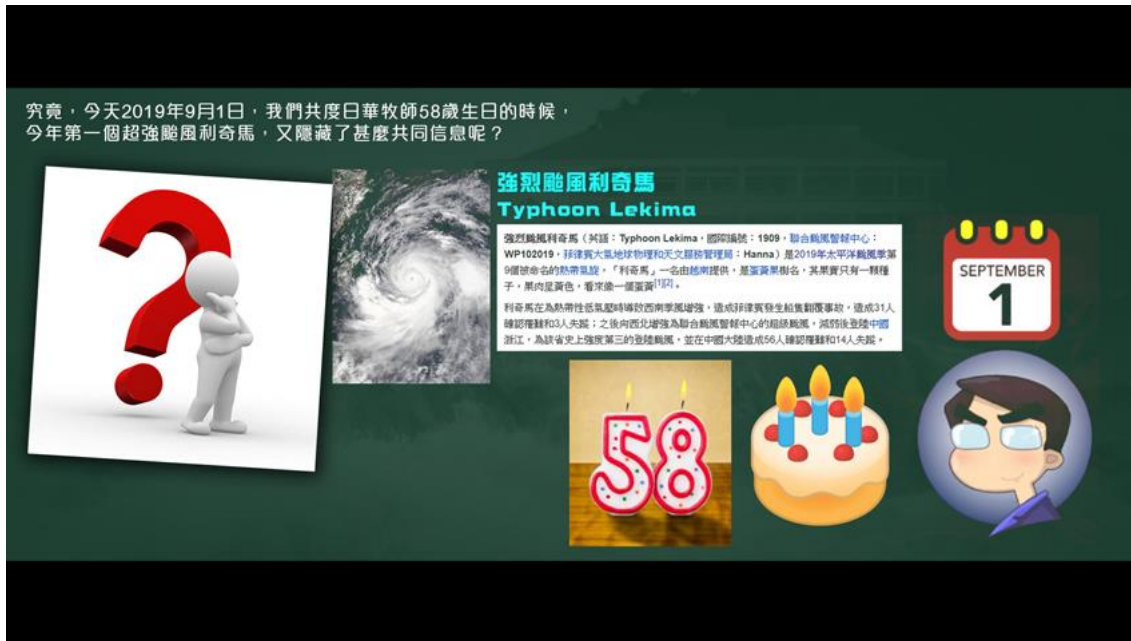 究竟，今天2019年9月1日，我們共度日華牧師58歲生日的時候，
今年第一個超強颱風利奇馬，又隱藏了甚麼共同信息呢？
強烈颱風利奇馬
Typhoon Lekima
強烈颱風利奇馬（英語：Typhoon Lekima，國際編號：1909，聯合颱風警報中心：
WP102019，菲律賓大氣地球物理和天文服務管理局：Hanna）是2019年太平洋颱風季第
9個被命名的熱帶氣旋。「利奇馬」一名由越南提供，是蛋黃果樹名，其果實只有一顆種
子，果肉呈黃色，看來像一個蛋黃[1][2]。
利奇馬在為熱帶性低氣壓時導致西南季風增強，造成菲律賓發生船隻翻覆事故，造成31人
確認罹難和3人失蹤；之後向西北增強為聯合颱風警報中心的超級颱風，減弱後登陸中國
浙江，為該省史上強度第三的登陸颱風，並在中國大陸造成56人確認罹難和14人失蹤。
SEPTEMBER
1
58